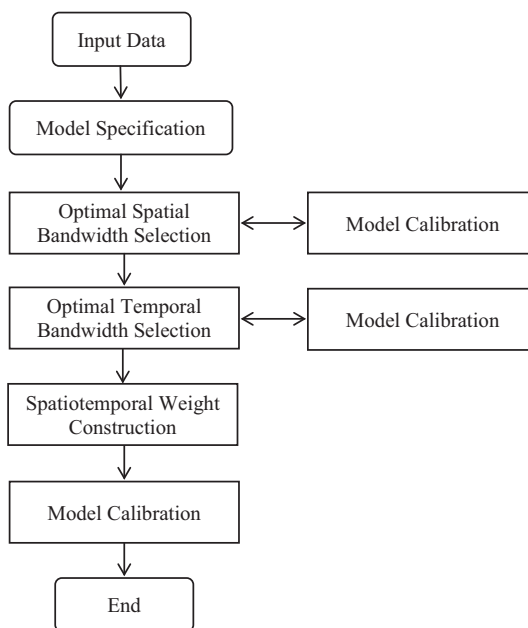 Input Data
Model Specification
Optimal Spatial
Bandwidth Selection
Model Calibration
Optimal Temporal
Bandwidth Selection
Model Calibration
Spatiotemporal Weight
Construction
Model Calibration
End